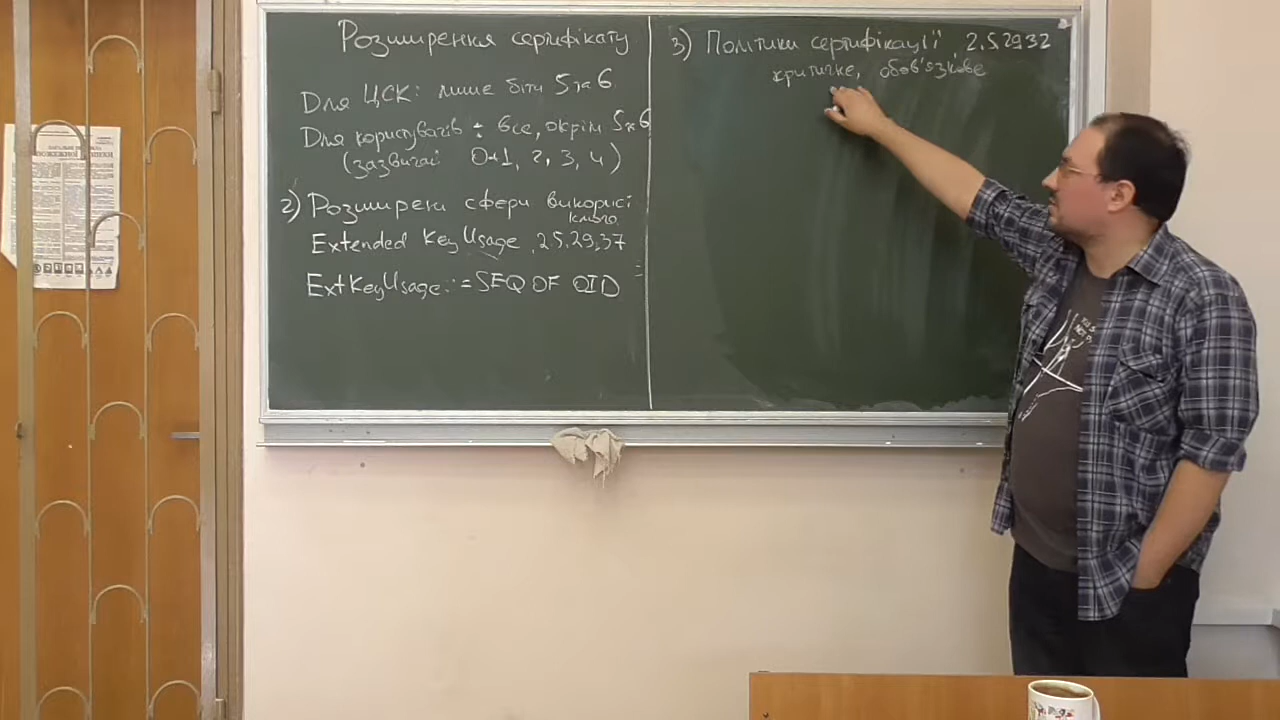 Розширення сертифікату
Для ЦСК: лише біти 5 та 6
Для користувачів : все, окрім 5 та 6
(зазвичай 0+1, 2, 3, 4)
2) Розширені сфери використ
ключа
Extended Key Usage, 2.5.29.37
ExtKeyUsage ::= SEQ OF OID
3) Політики сертифікації, 2.5.29.32
критичне, обов'язкове